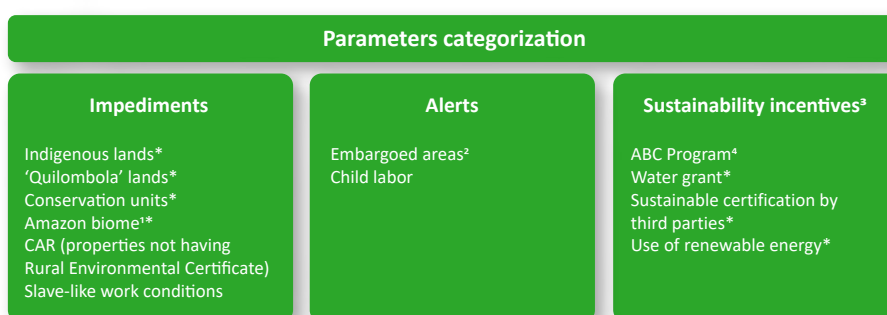 Parameters categorization
Impediments
Indigenous lands*
‘Quilombola’ lands*
Conservation units*
Amazon biome¹*
CAR (properties not having
Rural Environmental Certificate)
Slave-like work conditions
Alerts
Embargoed areas²
Child labor
Sustainability incentives³
ABC Program⁴
Water grant*
Sustainable certification by
third parties*
Use of renewable energy*